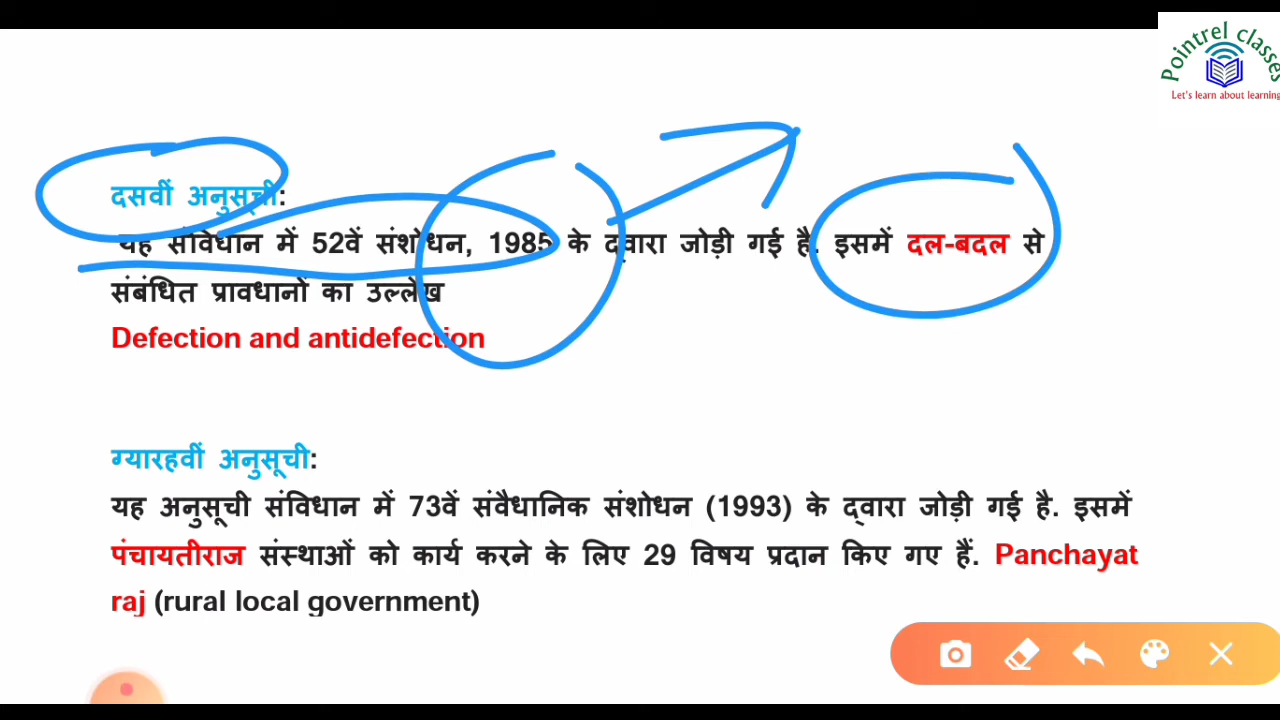 Pointrel classes
Let's learn about learning
दसवीं अनुसूची:
यह संविधान में 52वें संशोधन, 1985 के द्वारा जोड़ी गई है. इसमें दल-बदल से
संबंधित प्रावधानों का उल्लेख
Defection and antidefection
ग्यारहवीं अनुसूची:
यह अनुसूची संविधान में 73वें संवैधानिक संशोधन (1993) के द्वारा जोड़ी गई है. इसमें
पंचायतीराज संस्थाओं को कार्य करने के लिए 29 विषय प्रदान किए गए हैं. Panchayat
raj (rural local government)